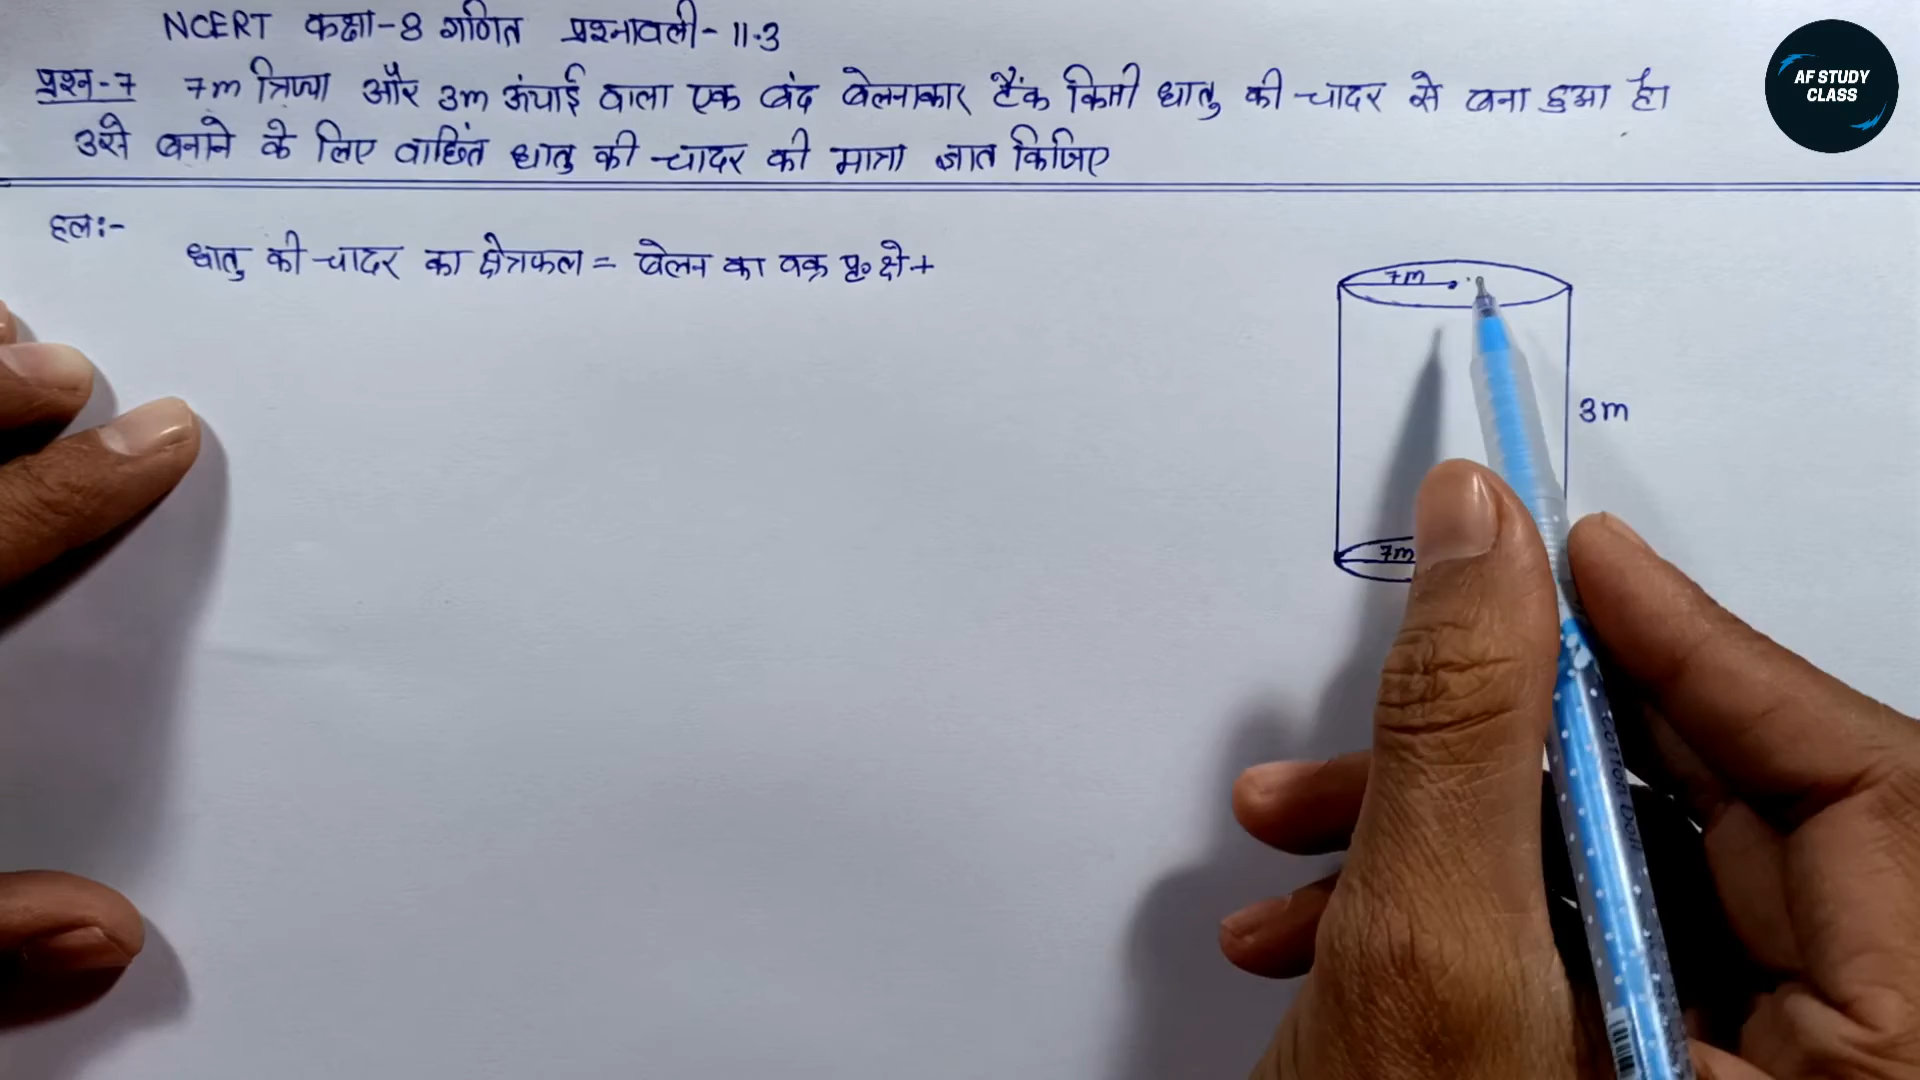 NCERT कक्षा-8 गणित प्रश्नावली-11.3
प्रश्न-7 7m त्रिज्या और 3m ऊंचाई वाला एक बंद बेलनाकार टैंक किसी धातु की चादर से बना हुआ है।
उसे बनाने के लिए वाछिंत धातु की चादर की मात्रा ज्ञात किजिए
हल:-
धातु की चादर का क्षेत्रफल = बेलन का वक्र पृ॰ क्षे +
7m
3m
7m
AF STUDY
CLASS